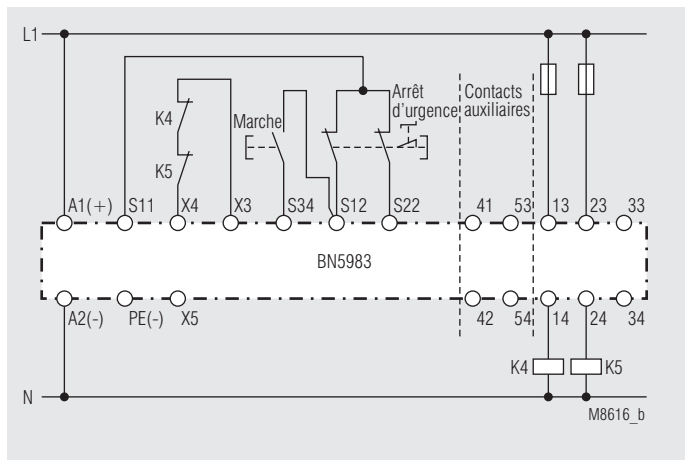 L1
Arrêt
d'urgence
Contacts
auxiliaires
K4
Marche
K5
A1(+) S11 X4 X3 S34 S12 S22 41 53 13 23 33
BN5983
A2(-) PE(-) X5 42 54 14 24 34
K4 K5
N
M8616_b